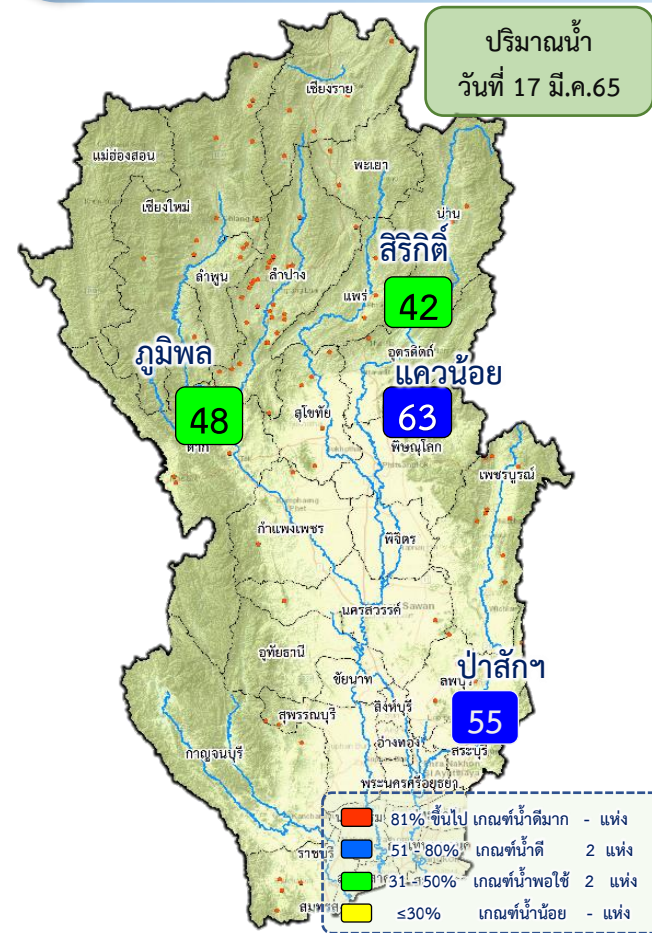 ปริมาณน้ำ
วันที่ 17 มี.ค.65
เชียงราย
แม่ฮ่องสอน
พะเยา
เชียงใหม่
น่าน
สิริกิติ์
ลำพูน
ลำปาง
แพร่
42
ภูมิพล
อุตรดิตถ์
แควน้อย
48
63
สุโขทัย
ตาก
พิษณุโลก
เพชรบูรณ์
กำแพงเพชร
พิจิตร
นครสวรรค์
Sawan
อุทัยธานี
ป่าสักฯ
ชัยนาท
ลพบุรี
สิงห์บุรี
สุพรรณบุรี
55
อ่างทอง
สระบุรี
กาญจนบุรี
พระนครศรีอยุธยา
81% ขึ้นไป เกณฑ์น้ำดีมาก - แห่ง
51 - 80% เกณฑ์น้ำดี 2 แห่ง
ราชบุรี
31 - 50% เกณฑ์น้ำพอใช้ 2 แห่ง
≤30% เกณฑ์น้ำน้อย - แห่ง